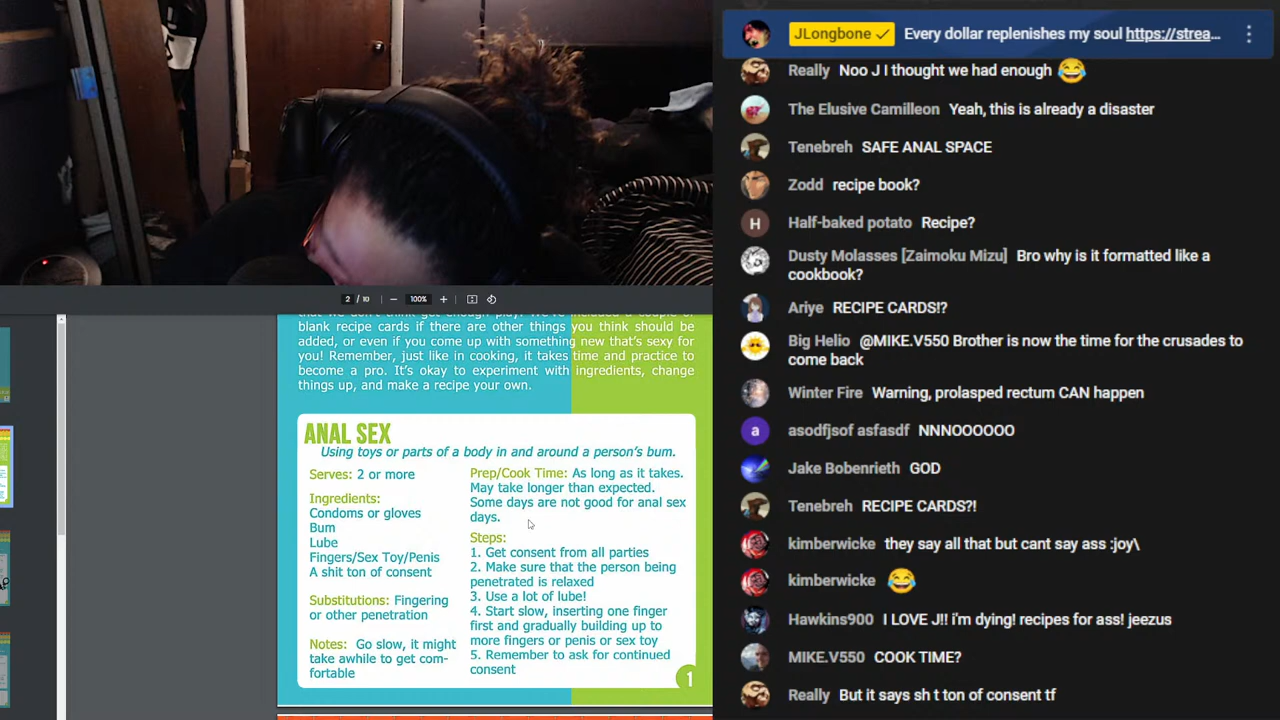 JLongbone ✓ Every dollar replenishes my soul https://strea...
Really Noo J I thought we had enough 😂
The Elusive Camilleon Yeah, this is already a disaster
Tenebreh SAFE ANAL SPACE
Zodd recipe book?
H Half-baked potato Recipe?
Dusty Molasses [Zaimoku Mizu] Bro why is it formatted like a
cookbook?
Ariye RECIPE CARDS!?
Big Helio @MIKE.V550 Brother is now the time for the crusades to
come back
Winter Fire Warning, prolapsed rectum CAN happen
a asodfjsof asfasdf NNNOOOOOO
Jake Bobenrieth GOD
Tenebreh RECIPE CARDS?!
kimberwicke they say all that but cant say ass :joy\
kimberwicke 😂
Hawkins900 I LOVE J!! i'm dying! recipes for ass! jeezus
MIKE.V550 COOK TIME?
Really But it says sh t ton of consent tf
2 / 10 − 100% +
that we don't think get enough play. We've included a couple of
blank recipe cards if there are other things you think should be
added, or even if you come up with something new that's sexy for
you! Remember, just like in cooking, it takes time and practice to
become a pro. It's okay to experiment with ingredients, change
things up, and make a recipe your own.
ANAL SEX
Using toys or parts of a body in and around a person's bum.
Serves: 2 or more
Ingredients:
Condoms or gloves
Bum
Lube
Fingers/Sex Toy/Penis
A shit ton of consent
Substitutions: Fingering
or other penetration
Notes: Go slow, it might
take awhile to get com-
fortable
Prep/Cook Time: As long as it takes.
May take longer than expected.
Some days are not good for anal sex
days.
Steps:
1. Get consent from all parties
2. Make sure that the person being
penetrated is relaxed
3. Use a lot of lube!
4. Start slow, inserting one finger
first and gradually building up to
more fingers or penis or sex toy
5. Remember to ask for continued
consent
1